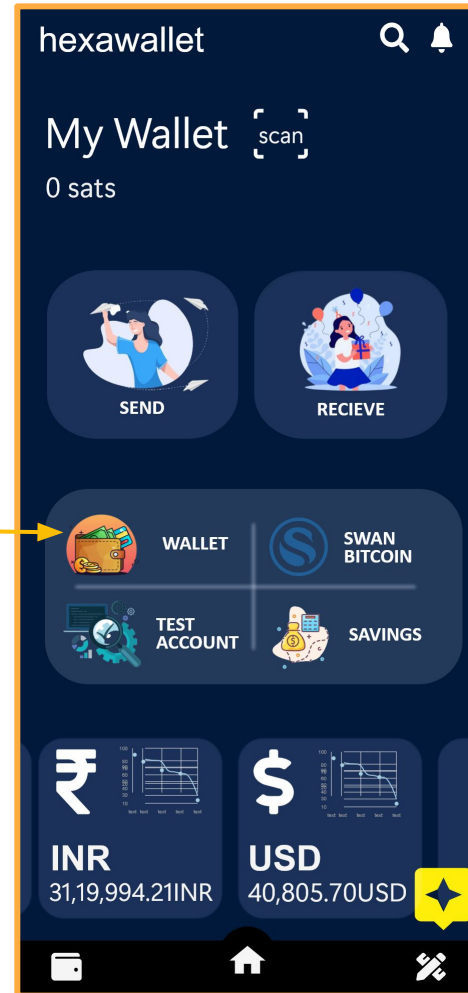 hexawallet
My Wallet
scan
0 sats
SEND
RECIEVE
WALLET
SWAN
BITCOIN
TEST
ACCOUNT
SAVINGS
₹
$
INR
31,19,994.21INR
USD
40,805.70USD